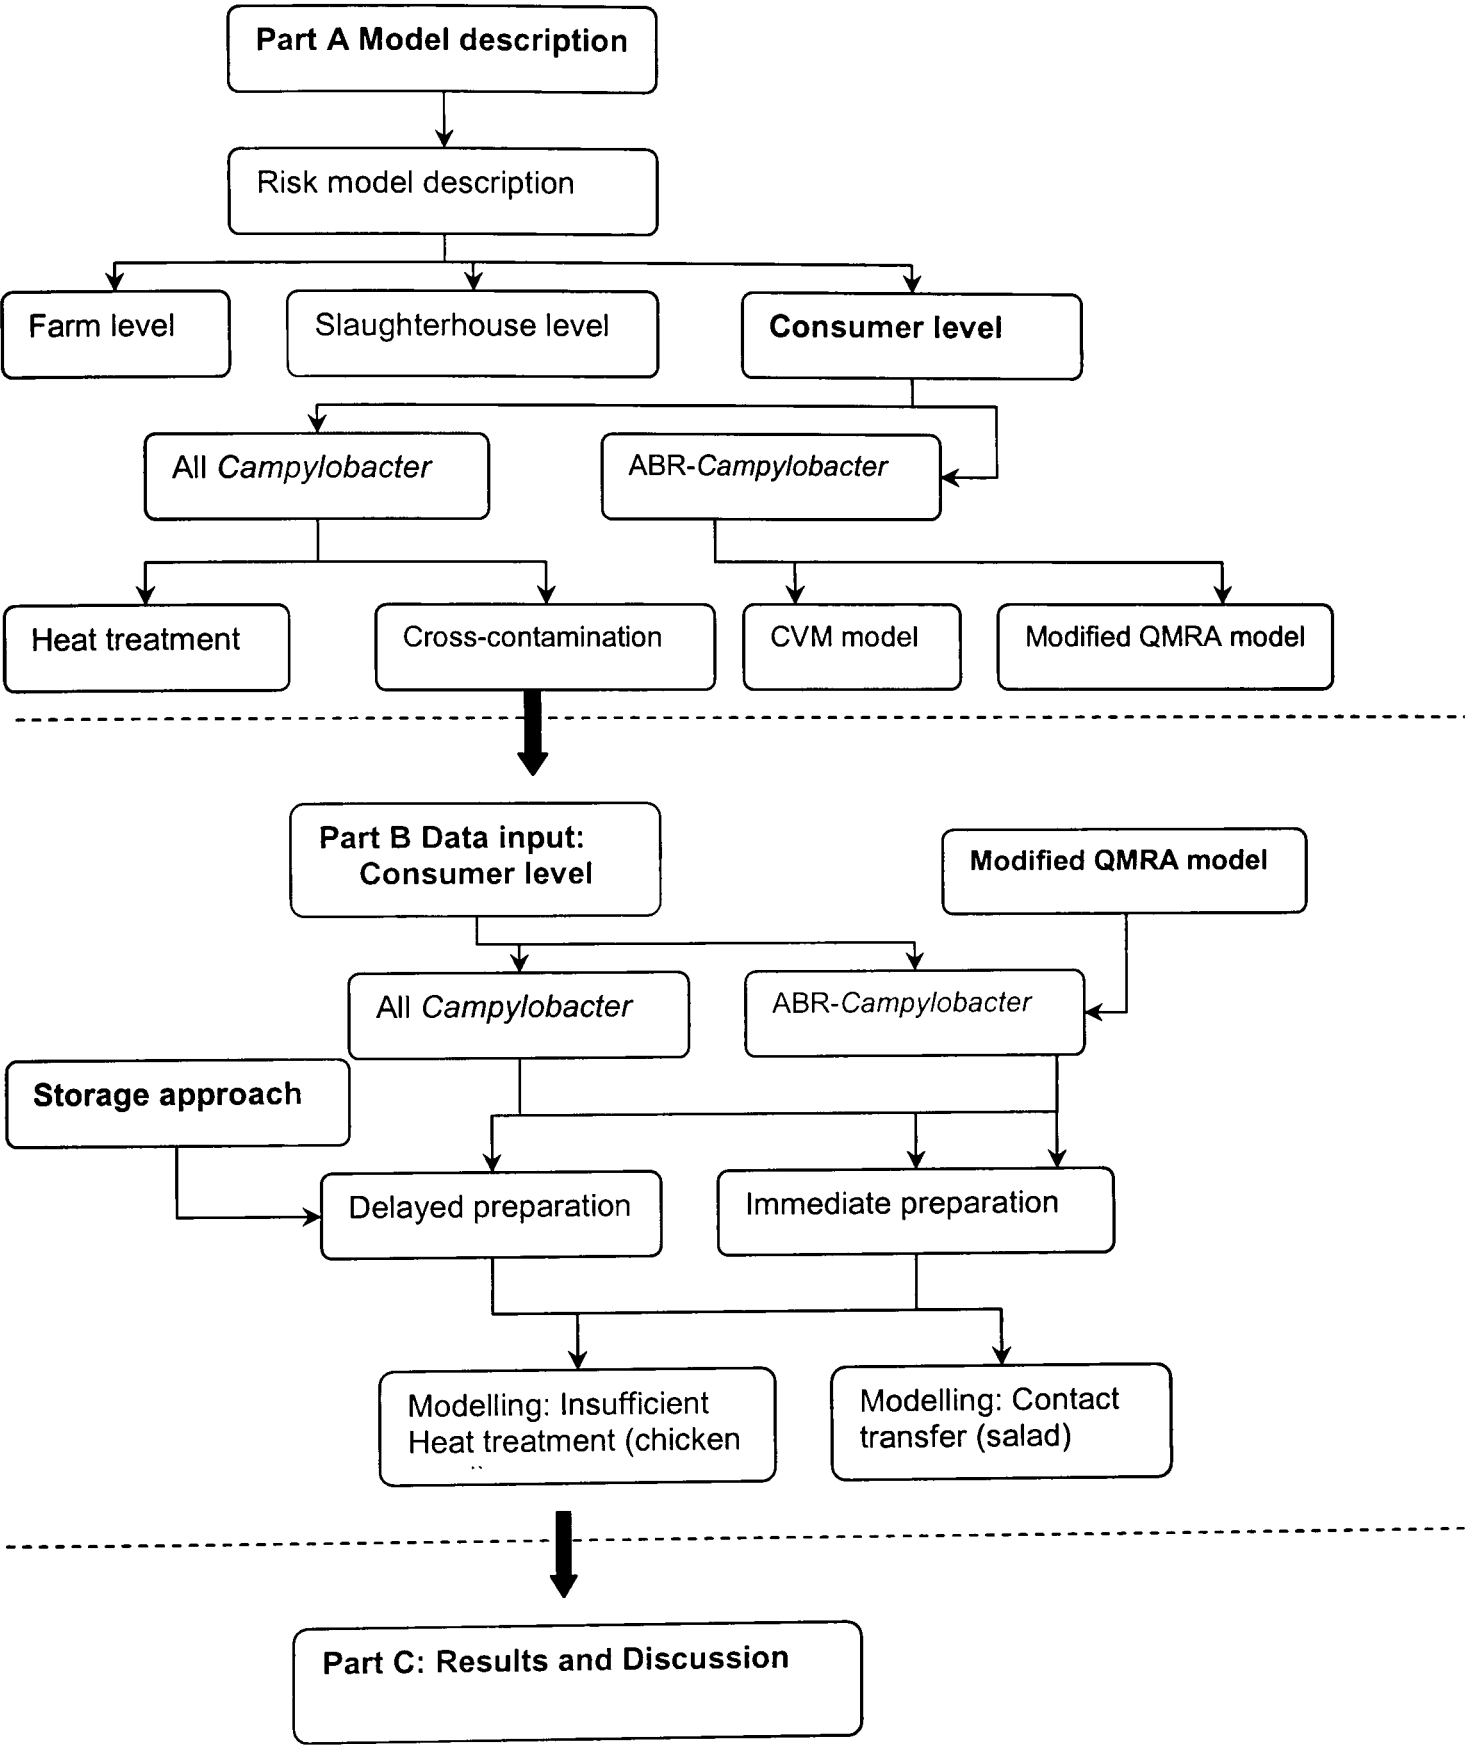 Part A Model description
Risk model description
Farm level
Slaughterhouse level
Consumer level
All Campylobacter
ABR-Campylobacter
Heat treatment
Cross-contamination
CVM model
Modified QMRA model
Part B Data input:
Consumer level
Modified QMRA model
All Campylobacter
ABR-Campylobacter
Storage approach
Delayed preparation
Immediate preparation
Modelling: Insufficient
Heat treatment (chicken
Modelling: Contact
transfer (salad)
Part C: Results and Discussion